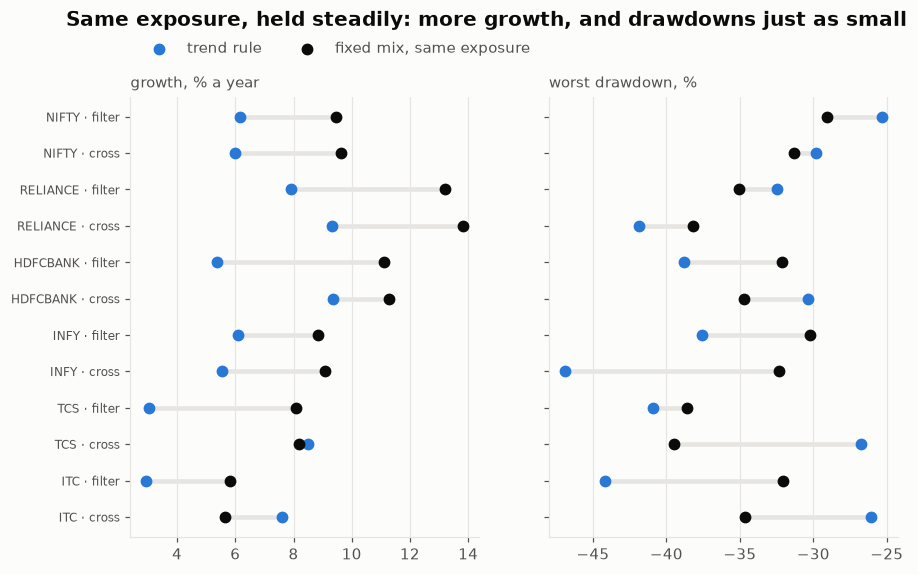 Same exposure, held steadily: more growth, and drawdowns just as small
trend rule
fixed mix, same exposure
growth, % a year
worst drawdown, %
NIFTY · filter
NIFTY · cross
RELIANCE · filter
RELIANCE · cross
HDFCBANK · filter
HDFCBANK · cross
INFY · filter
INFY · cross
TCS · filter
TCS · cross
ITC · filter
ITC · cross
4 6 8 10 12 14
−45 −40 −35 −30 −25